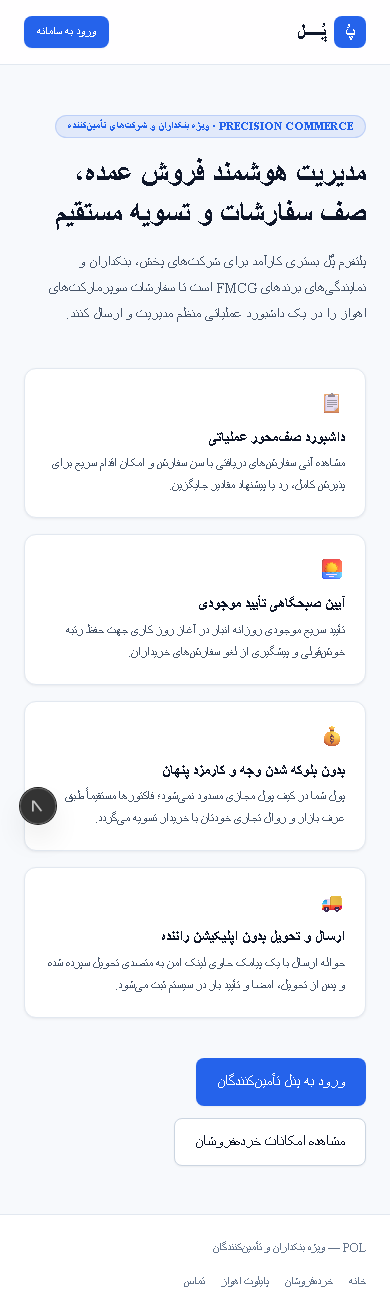 پُ
پُـــل
ورود به سامانه
PRECISION COMMERCE • ویژه بنکداران و شرکت‌های تأمین‌کننده
مدیریت هوشمند فروش عمده،
صف سفارشات و تسویه مستقیم
پلتفرم پُل بستری کارآمد برای شرکت‌های پخش، بنکداران و
نمایندگی‌های برندهای FMCG است تا سفارشات سوپرمارکت‌های
اهواز را در یک داشبورد عملیاتی منظم مدیریت و ارسال کنند.
داشبورد صف‌محور عملیاتی
مشاهده آنی سفارش‌های دریافتی با سن سفارش و امکان اقدام سریع برای
پذیرش کامل، رد یا پیشنهاد مقادیر جایگزین.
آیین صبحگاهی تأیید موجودی
تأیید سریع موجودی روزانه انبار در آغاز روز کاری جهت حفظ رتبه
خوش‌قولی و پیشگیری از لغو سفارش‌های خریداران.
بدون بلوکه شدن وجه و کارمزد پنهان
پول شما در کیف پول مجازی مسدود نمی‌شود؛ فاکتورها مستقیماً طبق
عرف بازار و روال تجاری خودتان با خریدار تسویه می‌گردد.
ارسال و تحویل بدون اپلیکیشن راننده
حواله ارسال با یک پیامک حاوی لینک امن به متصدی تحویل سپرده شده
و پس از تحویل، امضا و تأیید بار در سیستم ثبت می‌شود.
ورود به پنل تأمین‌کنندگان
مشاهده امکانات خرده‌فروشان
POL — ویژه بنکداران و تأمین‌کنندگان
خانه خرده‌فروشان پایلوت اهواز تماس